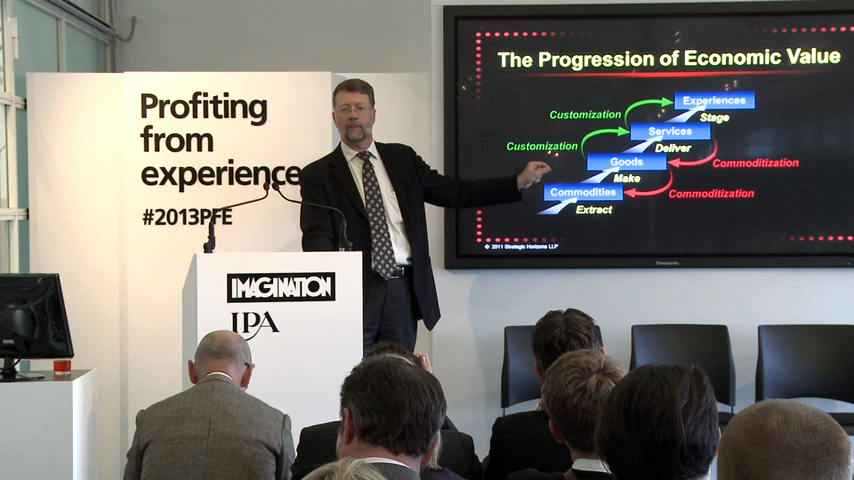 Profiting
from
experience
#2013PFE
IMAGINATION
IPA
The Progression of Economic Value
Experiences
Stage
Customization
Services
Deliver
Customization
Goods
Make
Commoditization
Commodities
Extract
Commoditization
© 2011 Strategic Horizons LLP
Panasonic